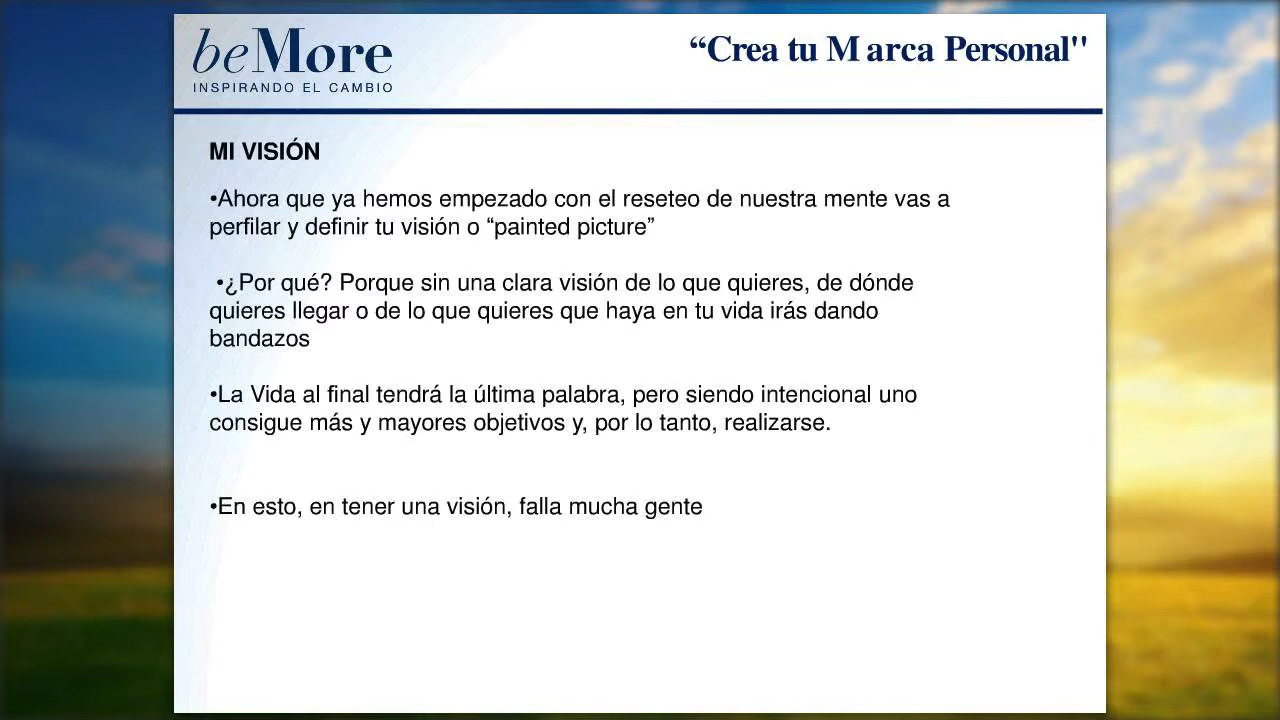 beMore
INSPIRANDO EL CAMBIO
“Crea tu Marca Personal"
MI VISIÓN
•Ahora que ya hemos empezado con el reseteo de nuestra mente vas a
perfilar y definir tu visión o “painted picture”
•¿Por qué? Porque sin una clara visión de lo que quieres, de dónde
quieres llegar o de lo que quieres que haya en tu vida irás dando
bandazos
•La Vida al final tendrá la última palabra, pero siendo intencional uno
consigue más y mayores objetivos y, por lo tanto, realizarse.
•En esto, en tener una visión, falla mucha gente